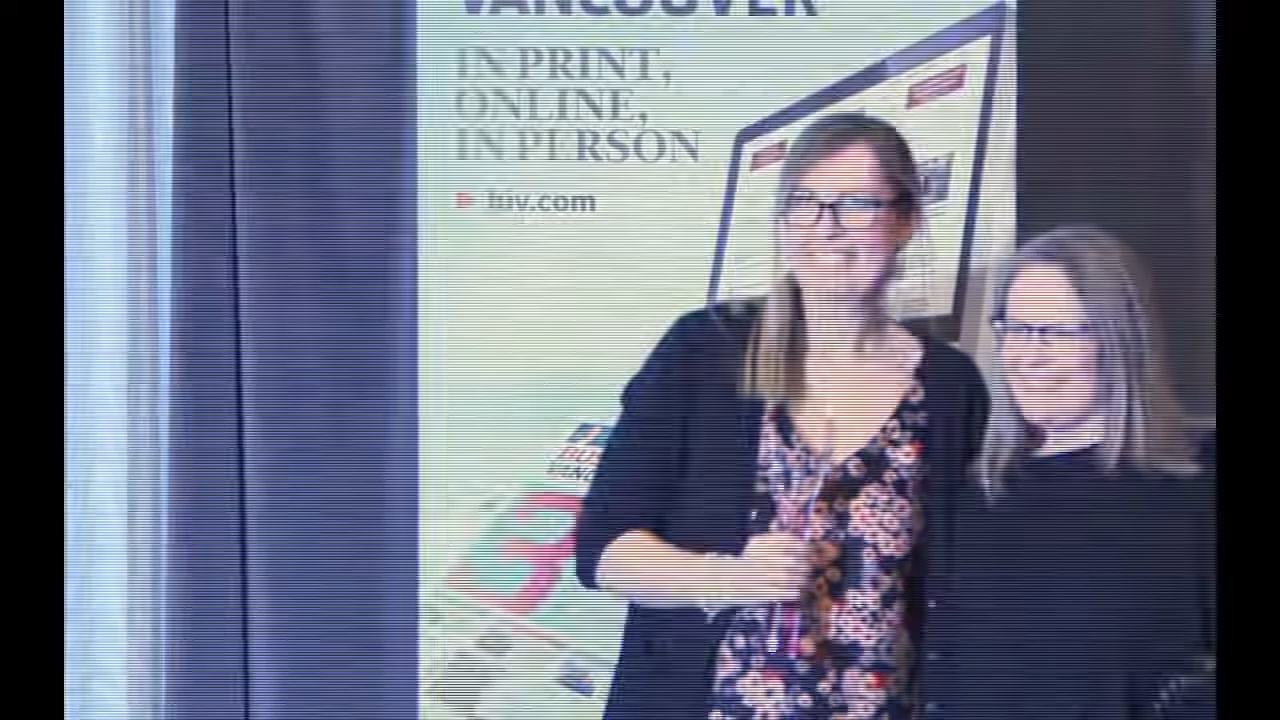 VANCOUVER
IN PRINT,
ONLINE,
IN PERSON
biv.com